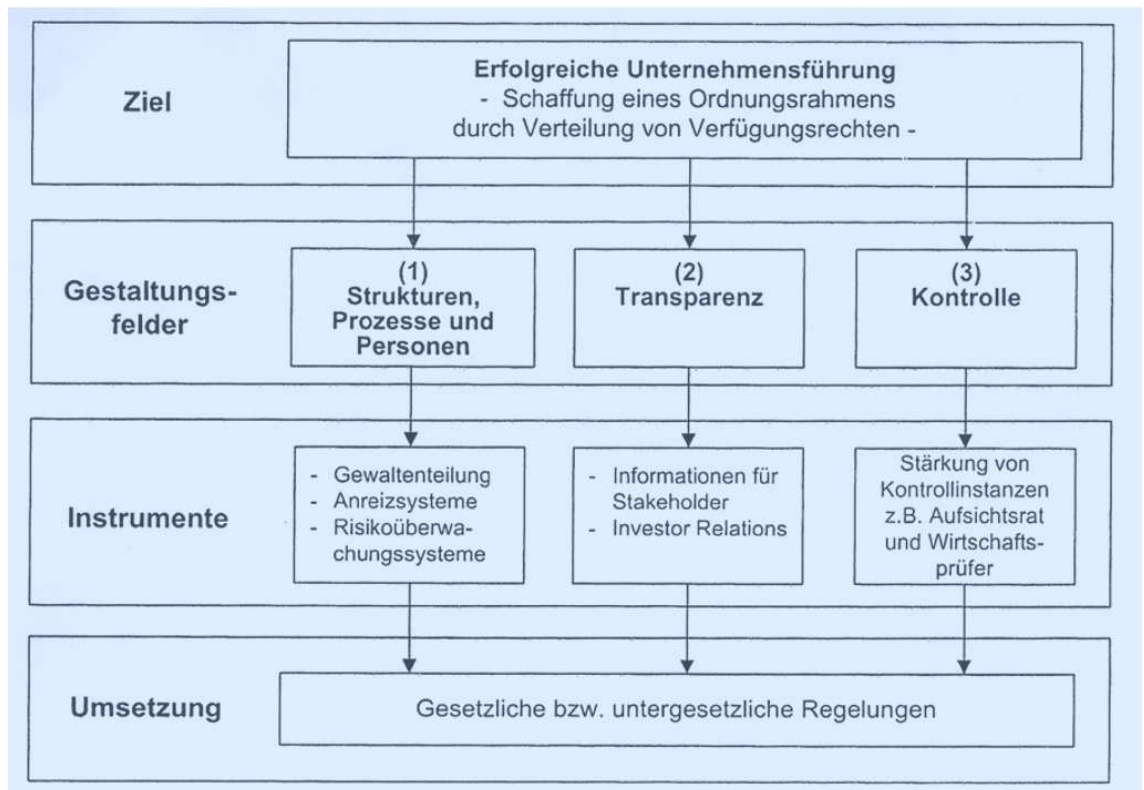 Ziel
Erfolgreiche Unternehmensführung
- Schaffung eines Ordnungsrahmens
durch Verteilung von Verfügungsrechten -
Gestaltungs-
felder
(1)
Strukturen,
Prozesse und
Personen
(2)
Transparenz
(3)
Kontrolle
Instrumente
- Gewaltenteilung
- Anreizsysteme
- Risikoüberwa-
chungssysteme
- Informationen für
Stakeholder
- Investor Relations
Stärkung von
Kontrollinstanzen
z.B. Aufsichtsrat
und Wirtschafts-
prüfer
Umsetzung
Gesetzliche bzw. untergesetzliche Regelungen